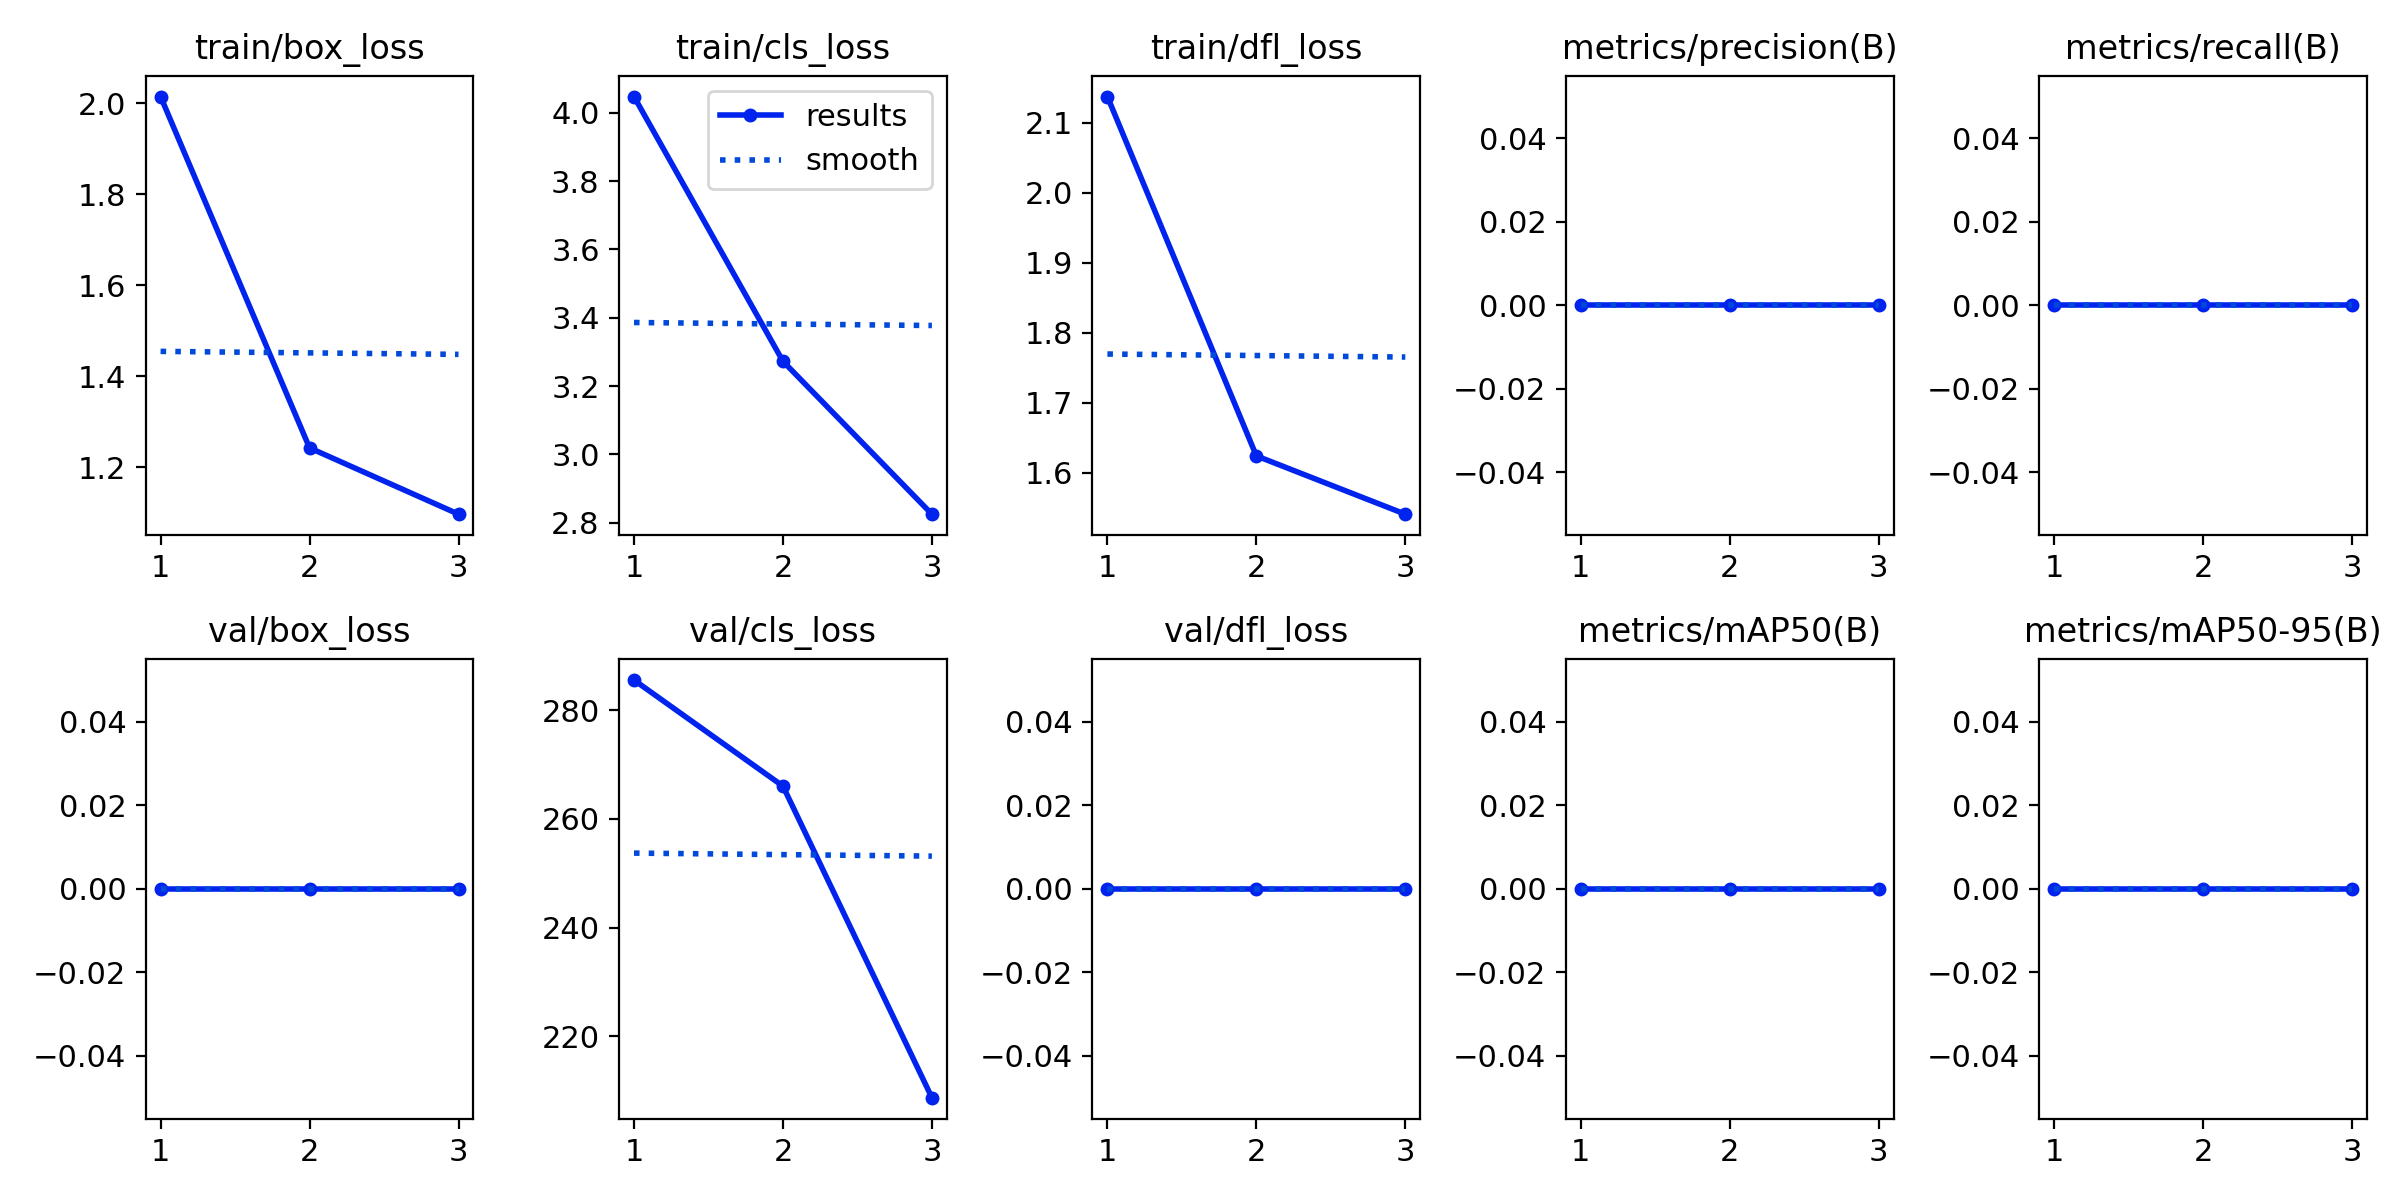 train/box_loss
2.0
1.8
1.6
1.4
1.2
1 2 3
train/cls_loss
results
smooth
4.0
3.8
3.6
3.4
3.2
3.0
2.8
1 2 3
train/dfl_loss
2.1
2.0
1.9
1.8
1.7
1.6
1 2 3
metrics/precision(B)
0.04
0.02
0.00
−0.02
−0.04
1 2 3
metrics/recall(B)
0.04
0.02
0.00
−0.02
−0.04
1 2 3
val/box_loss
0.04
0.02
0.00
−0.02
−0.04
1 2 3
val/cls_loss
280
260
240
220
1 2 3
val/dfl_loss
0.04
0.02
0.00
−0.02
−0.04
1 2 3
metrics/mAP50(B)
0.04
0.02
0.00
−0.02
−0.04
1 2 3
metrics/mAP50-95(B)
0.04
0.02
0.00
−0.02
−0.04
1 2 3